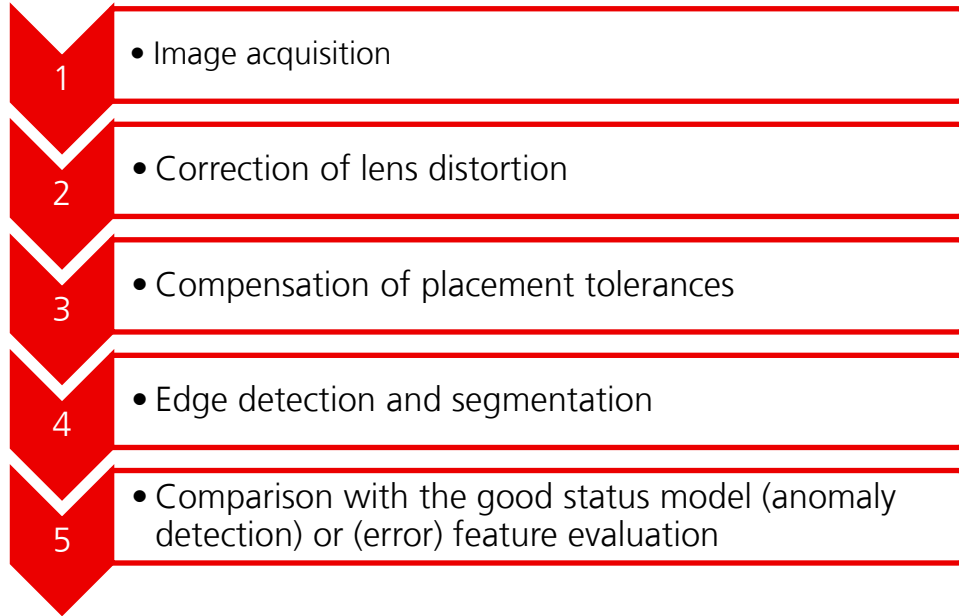 1
• Image acquisition
2
• Correction of lens distortion
3
• Compensation of placement tolerances
4
• Edge detection and segmentation
5
• Comparison with the good status model (anomaly
detection) or (error) feature evaluation